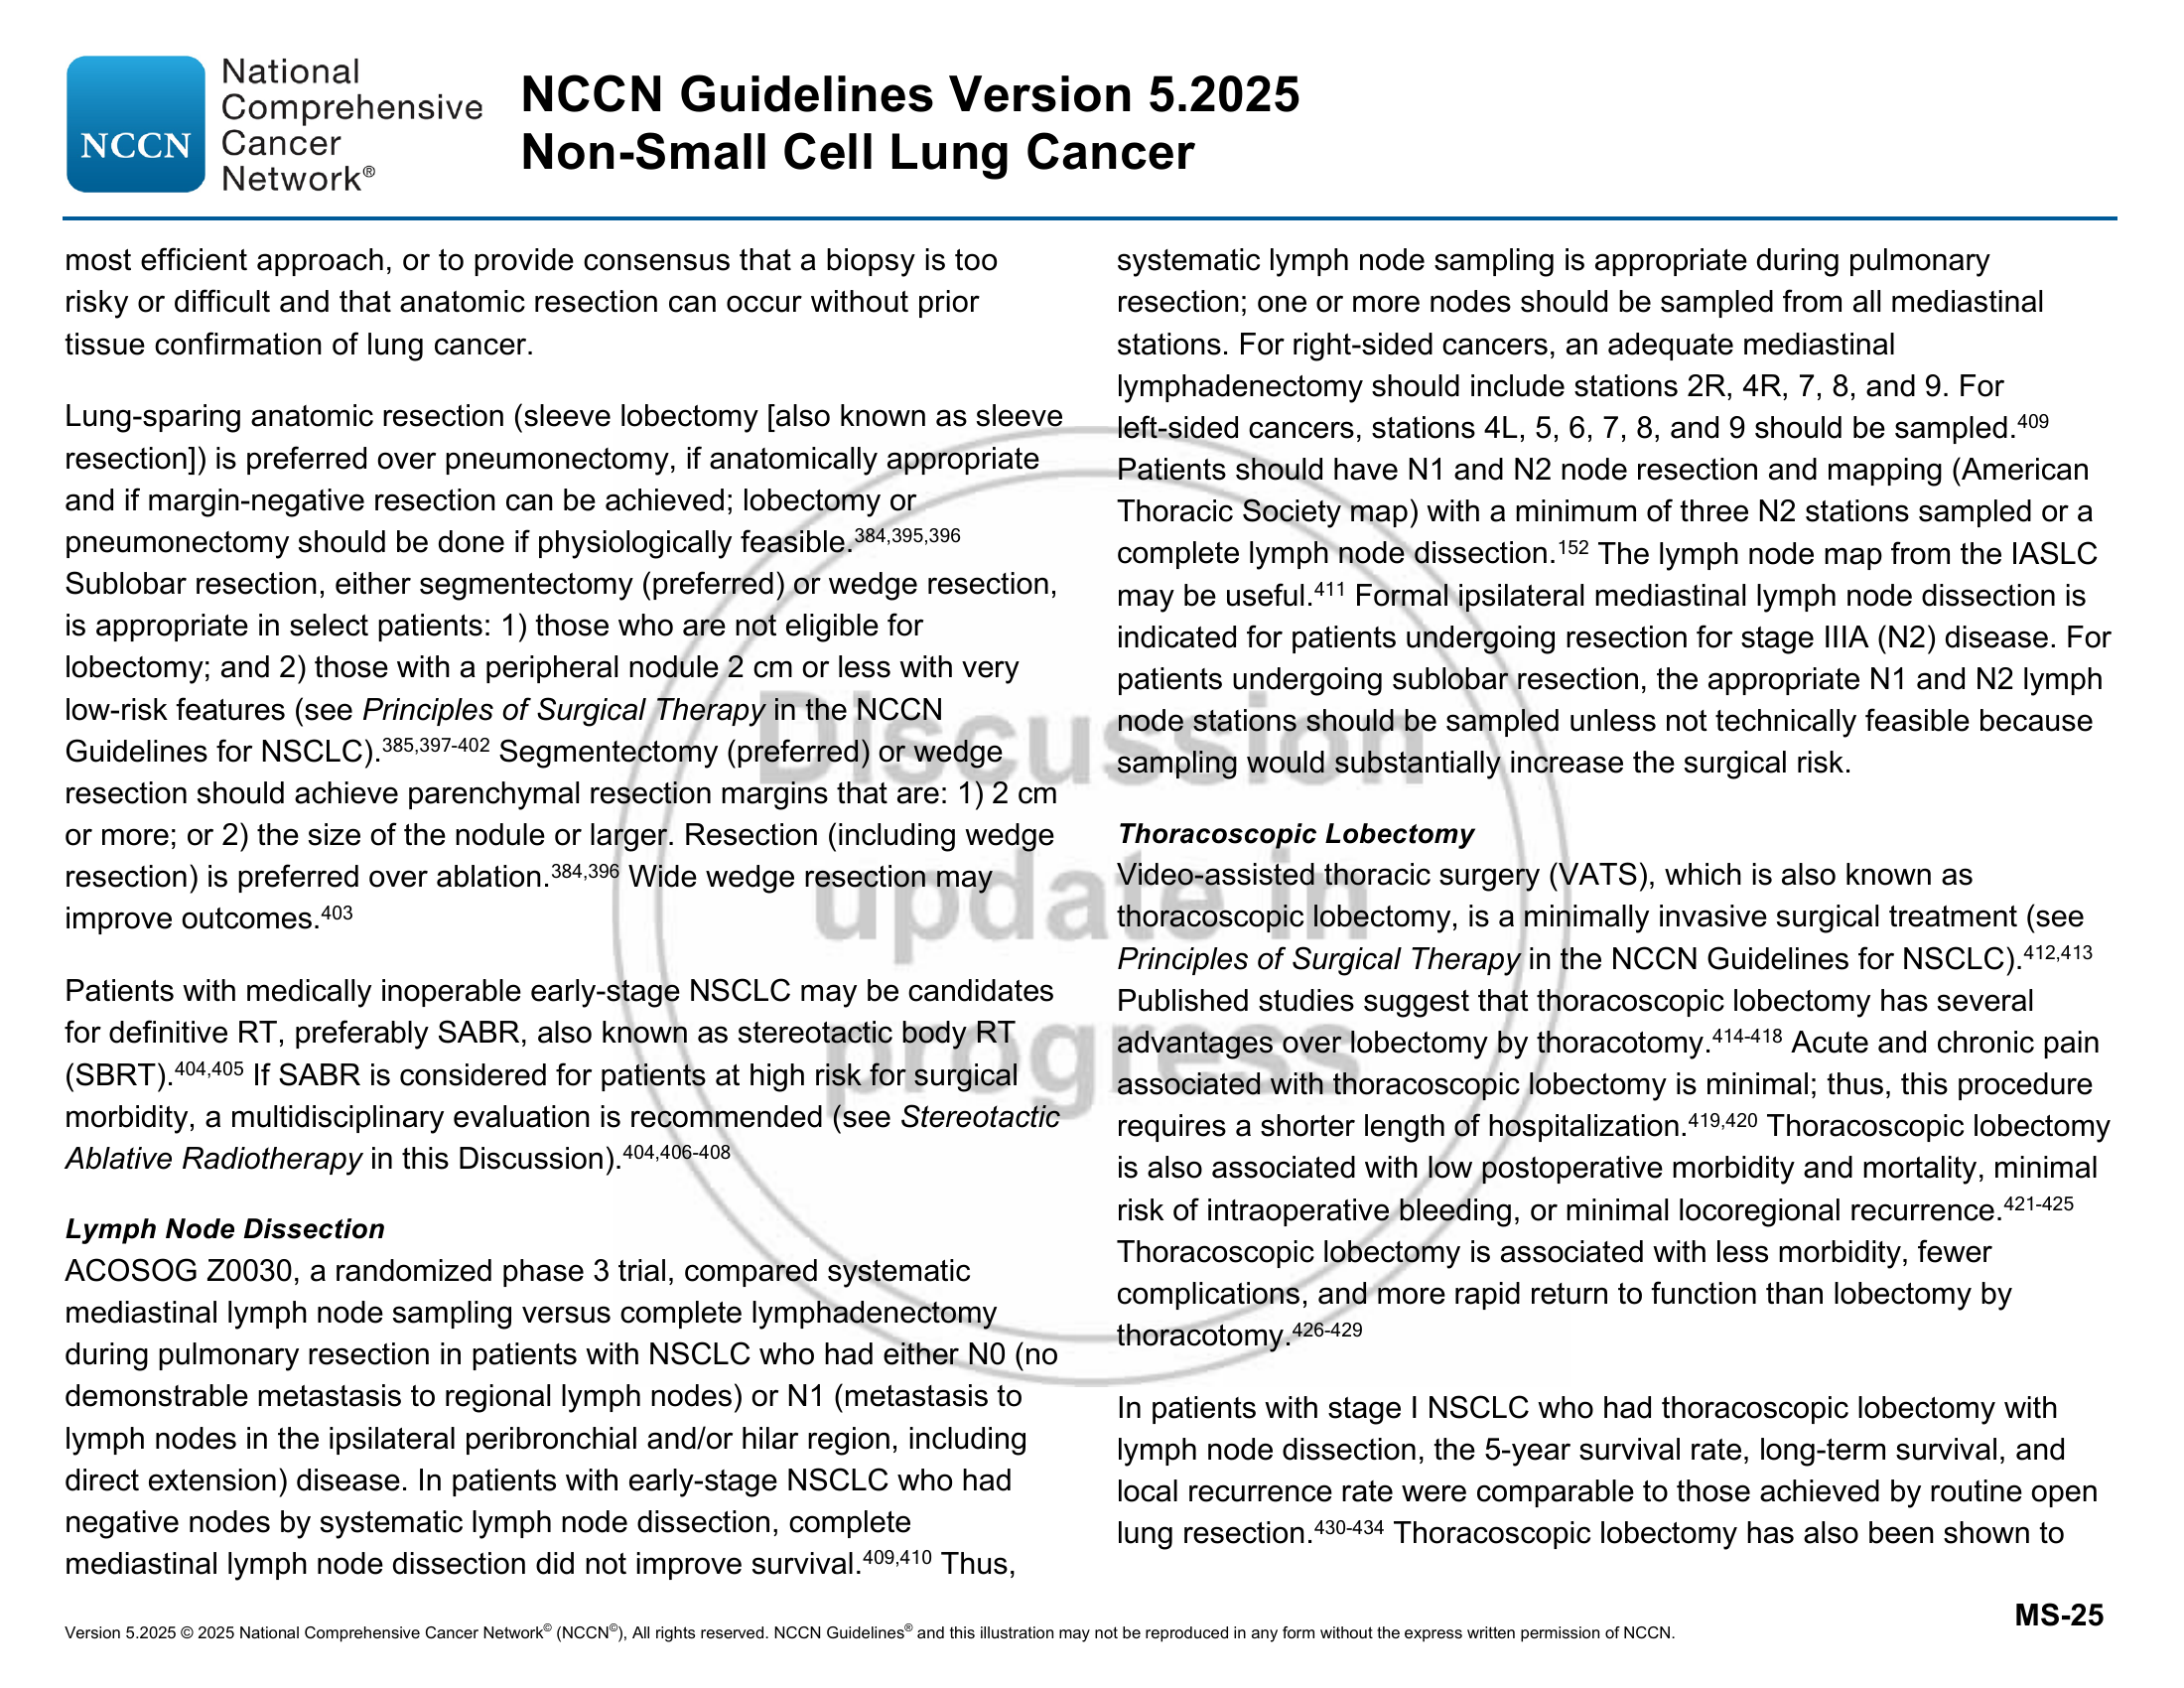 NCCN
National
Comprehensive
Cancer
Network®
NCCN Guidelines Version 5.2025
Non-Small Cell Lung Cancer
most efficient approach, or to provide consensus that a biopsy is too
risky or difficult and that anatomic resection can occur without prior
tissue confirmation of lung cancer.
Lung-sparing anatomic resection (sleeve lobectomy [also known as sleeve
resection]) is preferred over pneumonectomy, if anatomically appropriate
and if margin-negative resection can be achieved; lobectomy or
pneumonectomy should be done if physiologically feasible.384,395,396
Sublobar resection, either segmentectomy (preferred) or wedge resection,
is appropriate in select patients: 1) those who are not eligible for
lobectomy; and 2) those with a peripheral nodule 2 cm or less with very
low-risk features (see Principles of Surgical Therapy in the NCCN
Guidelines for NSCLC).385,397-402 Segmentectomy (preferred) or wedge
resection should achieve parenchymal resection margins that are: 1) 2 cm
or more; or 2) the size of the nodule or larger. Resection (including wedge
resection) is preferred over ablation.384,396 Wide wedge resection may
improve outcomes.403
Patients with medically inoperable early-stage NSCLC may be candidates
for definitive RT, preferably SABR, also known as stereotactic body RT
(SBRT).404,405 If SABR is considered for patients at high risk for surgical
morbidity, a multidisciplinary evaluation is recommended (see Stereotactic
Ablative Radiotherapy in this Discussion).404,406-408
Lymph Node Dissection
ACOSOG Z0030, a randomized phase 3 trial, compared systematic
mediastinal lymph node sampling versus complete lymphadenectomy
during pulmonary resection in patients with NSCLC who had either N0 (no
demonstrable metastasis to regional lymph nodes) or N1 (metastasis to
lymph nodes in the ipsilateral peribronchial and/or hilar region, including
direct extension) disease. In patients with early-stage NSCLC who had
negative nodes by systematic lymph node dissection, complete
mediastinal lymph node dissection did not improve survival.409,410 Thus,
systematic lymph node sampling is appropriate during pulmonary
resection; one or more nodes should be sampled from all mediastinal
stations. For right-sided cancers, an adequate mediastinal
lymphadenectomy should include stations 2R, 4R, 7, 8, and 9. For
left-sided cancers, stations 4L, 5, 6, 7, 8, and 9 should be sampled.409
Patients should have N1 and N2 node resection and mapping (American
Thoracic Society map) with a minimum of three N2 stations sampled or a
complete lymph node dissection.152 The lymph node map from the IASLC
may be useful.411 Formal ipsilateral mediastinal lymph node dissection is
indicated for patients undergoing resection for stage IIIA (N2) disease. For
patients undergoing sublobar resection, the appropriate N1 and N2 lymph
node stations should be sampled unless not technically feasible because
sampling would substantially increase the surgical risk.
Thoracoscopic Lobectomy
Video-assisted thoracic surgery (VATS), which is also known as
thoracoscopic lobectomy, is a minimally invasive surgical treatment (see
Principles of Surgical Therapy in the NCCN Guidelines for NSCLC).412,413
Published studies suggest that thoracoscopic lobectomy has several
advantages over lobectomy by thoracotomy.414-418 Acute and chronic pain
associated with thoracoscopic lobectomy is minimal; thus, this procedure
requires a shorter length of hospitalization.419,420 Thoracoscopic lobectomy
is also associated with low postoperative morbidity and mortality, minimal
risk of intraoperative bleeding, or minimal locoregional recurrence.421-425
Thoracoscopic lobectomy is associated with less morbidity, fewer
complications, and more rapid return to function than lobectomy by
thoracotomy.426-429
In patients with stage I NSCLC who had thoracoscopic lobectomy with
lymph node dissection, the 5-year survival rate, long-term survival, and
local recurrence rate were comparable to those achieved by routine open
lung resection.430-434 Thoracoscopic lobectomy has also been shown to
Discussion
update in
progress
MS-25
Version 5.2025 © 2025 National Comprehensive Cancer Network© (NCCN©), All rights reserved. NCCN Guidelines® and this illustration may not be reproduced in any form without the express written permission of NCCN.